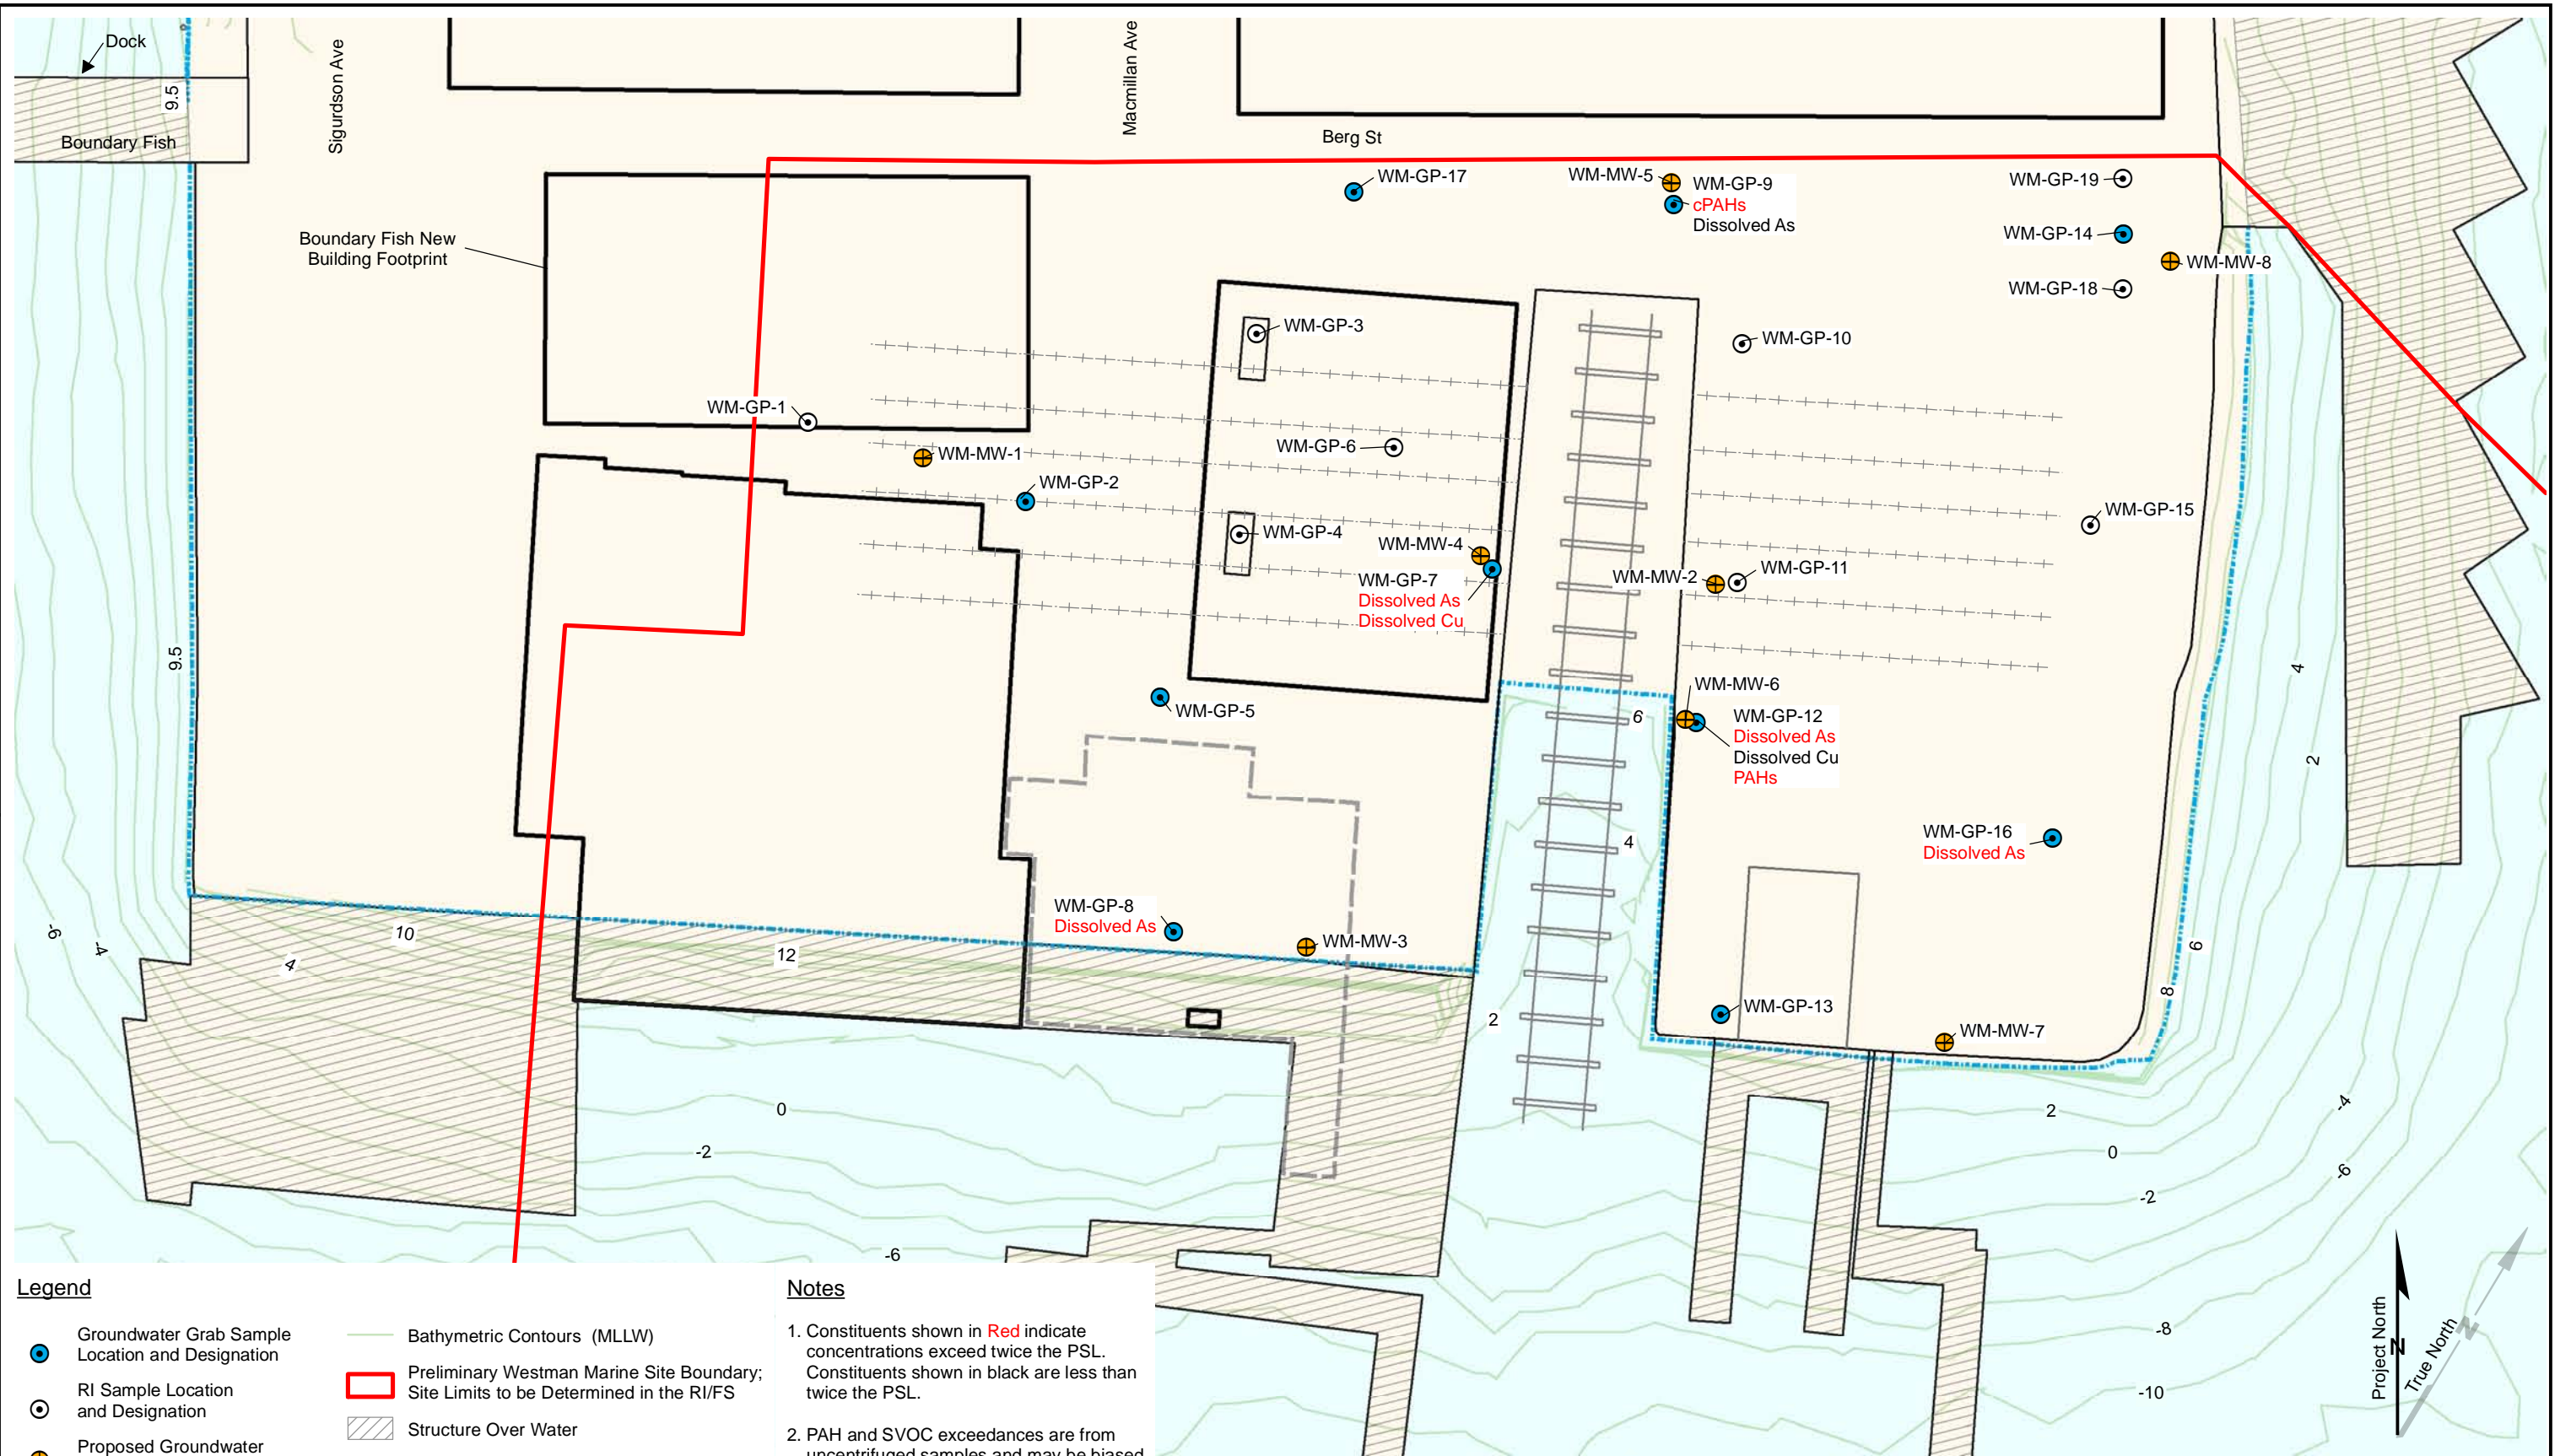 Dock
Boundary Fish
9.5
Sigurdson Ave
Macmillan Ave
Berg St
Boundary Fish New
Building Footprint
WM-GP-17
WM-MW-5
WM-GP-9
cPAHs
Dissolved As
WM-GP-19
WM-GP-14
WM-MW-8
WM-GP-18
WM-GP-3
WM-GP-10
WM-GP-1
WM-MW-1
WM-GP-6
WM-GP-2
WM-GP-4
WM-MW-4
WM-GP-7
Dissolved As
Dissolved Cu
WM-MW-2
WM-GP-11
WM-GP-15
9.5
4
2
WM-GP-5
WM-MW-6
6
WM-GP-12
Dissolved As
Dissolved Cu
PAHs
4
WM-GP-16
Dissolved As
WM-GP-8
Dissolved As
WM-MW-3
-6
-4
4
10
12
6
8
2
WM-GP-13
WM-MW-7
0
-2
-6
2
0
-2
-4
-6
-8
-10
Project North
N
True North
N
Legend
Groundwater Grab Sample
Location and Designation
RI Sample Location
and Designation
Proposed Groundwater
Bathymetric Contours (MLLW)
Preliminary Westman Marine Site Boundary;
Site Limits to be Determined in the RI/FS
Structure Over Water
Notes
1. Constituents shown in Red indicate
concentrations exceed twice the PSL.
Constituents shown in black are less than
twice the PSL.
2. PAH and SVOC exceedances are from
uncentrifuged samples and may be biased